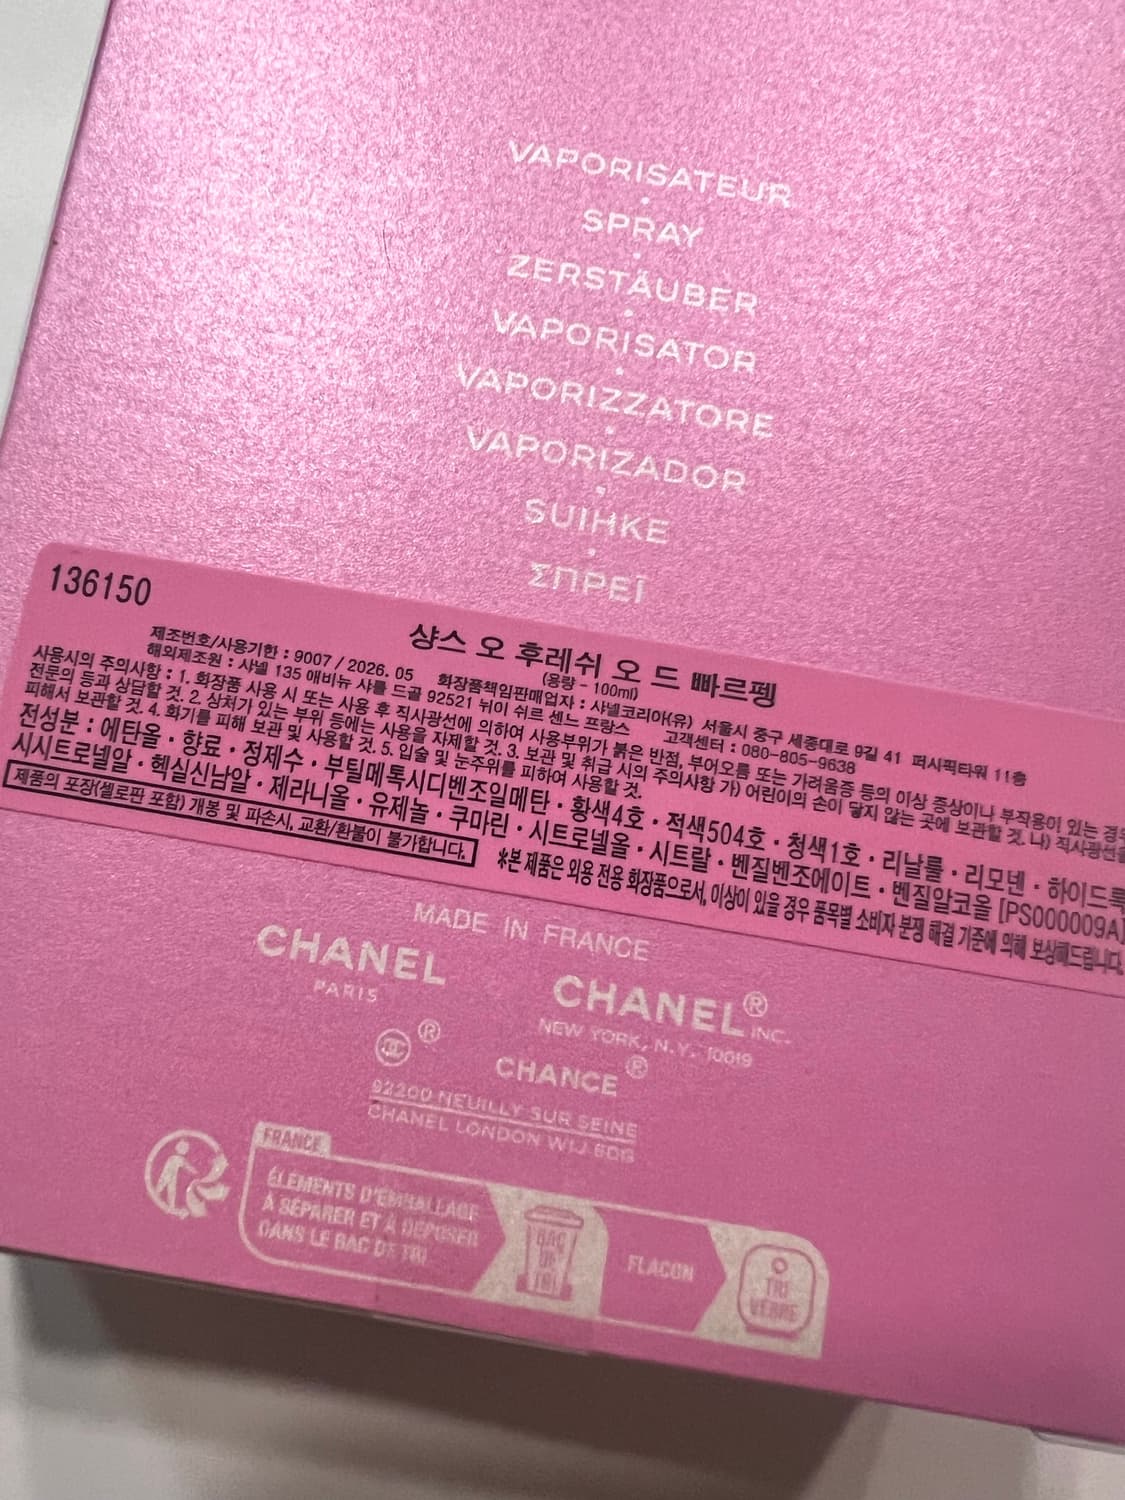 VAPORISATEUR
SPRAY
ZERSTÄUBER
VAPORISATOR
VAPORIZZATORE
VAPORIZADOR
SUIHKE
ΣΠΡΕΪ
136150
샹스 오 후레쉬 오 드 빠르펭
(용량 - 100ml)
제조번호/사용기한 : 9007 / 2026. 05 화장품책임판매업자 : 샤넬코리아(유) 서울시 중구 세종대로 9길 41 퍼시픽타워 11층
해외제조원 : 샤넬 135 애비뉴 샤를 드골 92521 뉘이 쉬르 센느 프랑스 고객센터 : 080-805-9638
사용시의 주의사항 : 1. 화장품 사용 시 또는 사용 후 직사광선에 의하여 사용부위가 붉은 반점, 부어오름 또는 가려움증 등의 이상 증상이나 부작용이 있는 경우
전문의 등과 상담할 것. 2. 상처가 있는 부위 등에는 사용을 자제할 것. 3. 보관 및 취급 시의 주의사항 가) 어린이의 손이 닿지 않는 곳에 보관할 것. 나) 직사광선을
피해서 보관할 것. 4. 화기를 피해 보관 및 사용할 것. 5. 입술 및 눈주위를 피하여 사용할 것.
전성분 : 에탄올 · 향료 · 정제수 · 부틸메톡시디벤조일메탄 · 황색4호 · 적색504호 · 청색1호 · 리날룰 · 리모넨 · 하이드록
시시트로넬알 · 헥실신남알 · 제라니올 · 유제놀 · 쿠마린 · 시트로넬올 · 시트랄 · 벤질벤조에이트 · 벤질알코올 [PS000009A]
제품의 포장(셀로판 포함) 개봉 및 파손시, 교환/환불이 불가합니다. ※본 제품은 외용 전용 화장품으로서, 이상이 있을 경우 품목별 소비자 분쟁 해결 기준에 의해 보상해드립니다.
MADE IN FRANCE
CHANEL
PARIS
CHANEL® INC.
NEW YORK, N.Y. 10019
®
CHANCE®
92200 NEUILLY SUR SEINE
CHANEL LONDON W1J 6DG
FRANCE
ÉLÉMENTS D'EMBALLAGE
À SÉPARER ET À DÉPOSER
DANS LE BAC DE TRI
BAC
DE
TRI
FLACON
TRI
VERRE